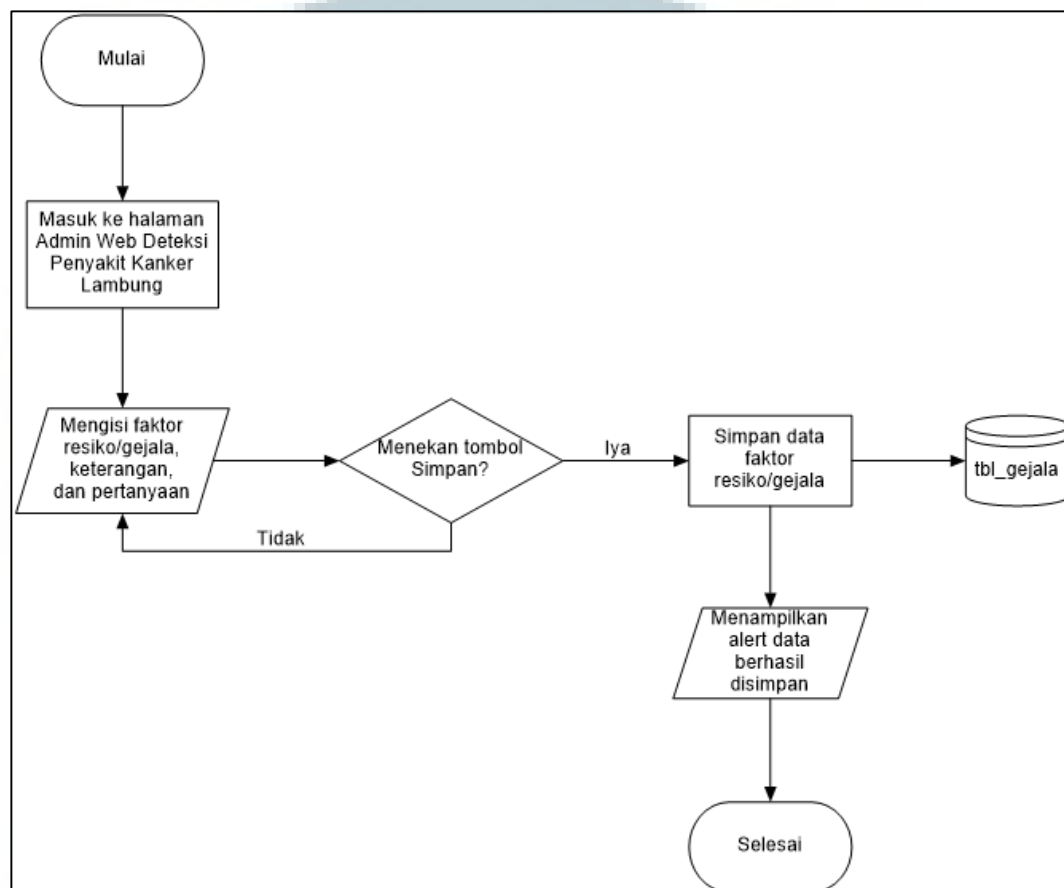 Mulai
Masuk ke halaman
Admin Web Deteksi
Penyakit Kanker
Lambung
Mengisi faktor
resiko/gejala,
keterangan,
dan pertanyaan
Menekan tombol
Simpan?
Iya
Tidak
Simpan data
faktor
resiko/gejala
tbl_gejala
Menampilkan
alert data
berhasil
disimpan
Selesai